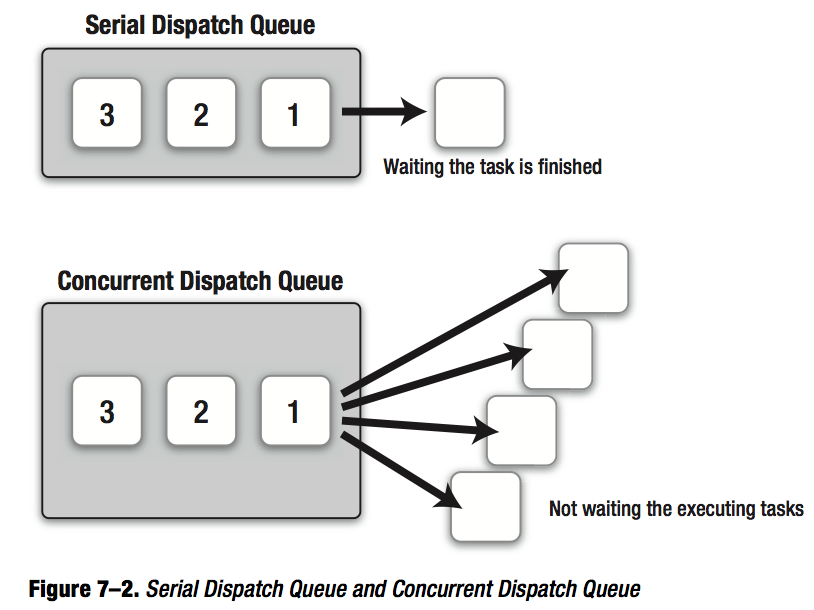 Serial Dispatch Queue
3 2 1
Waiting the task is finished
Concurrent Dispatch Queue
3 2 1
Not waiting the executing tasks
Figure 7–2. Serial Dispatch Queue and Concurrent Dispatch Queue